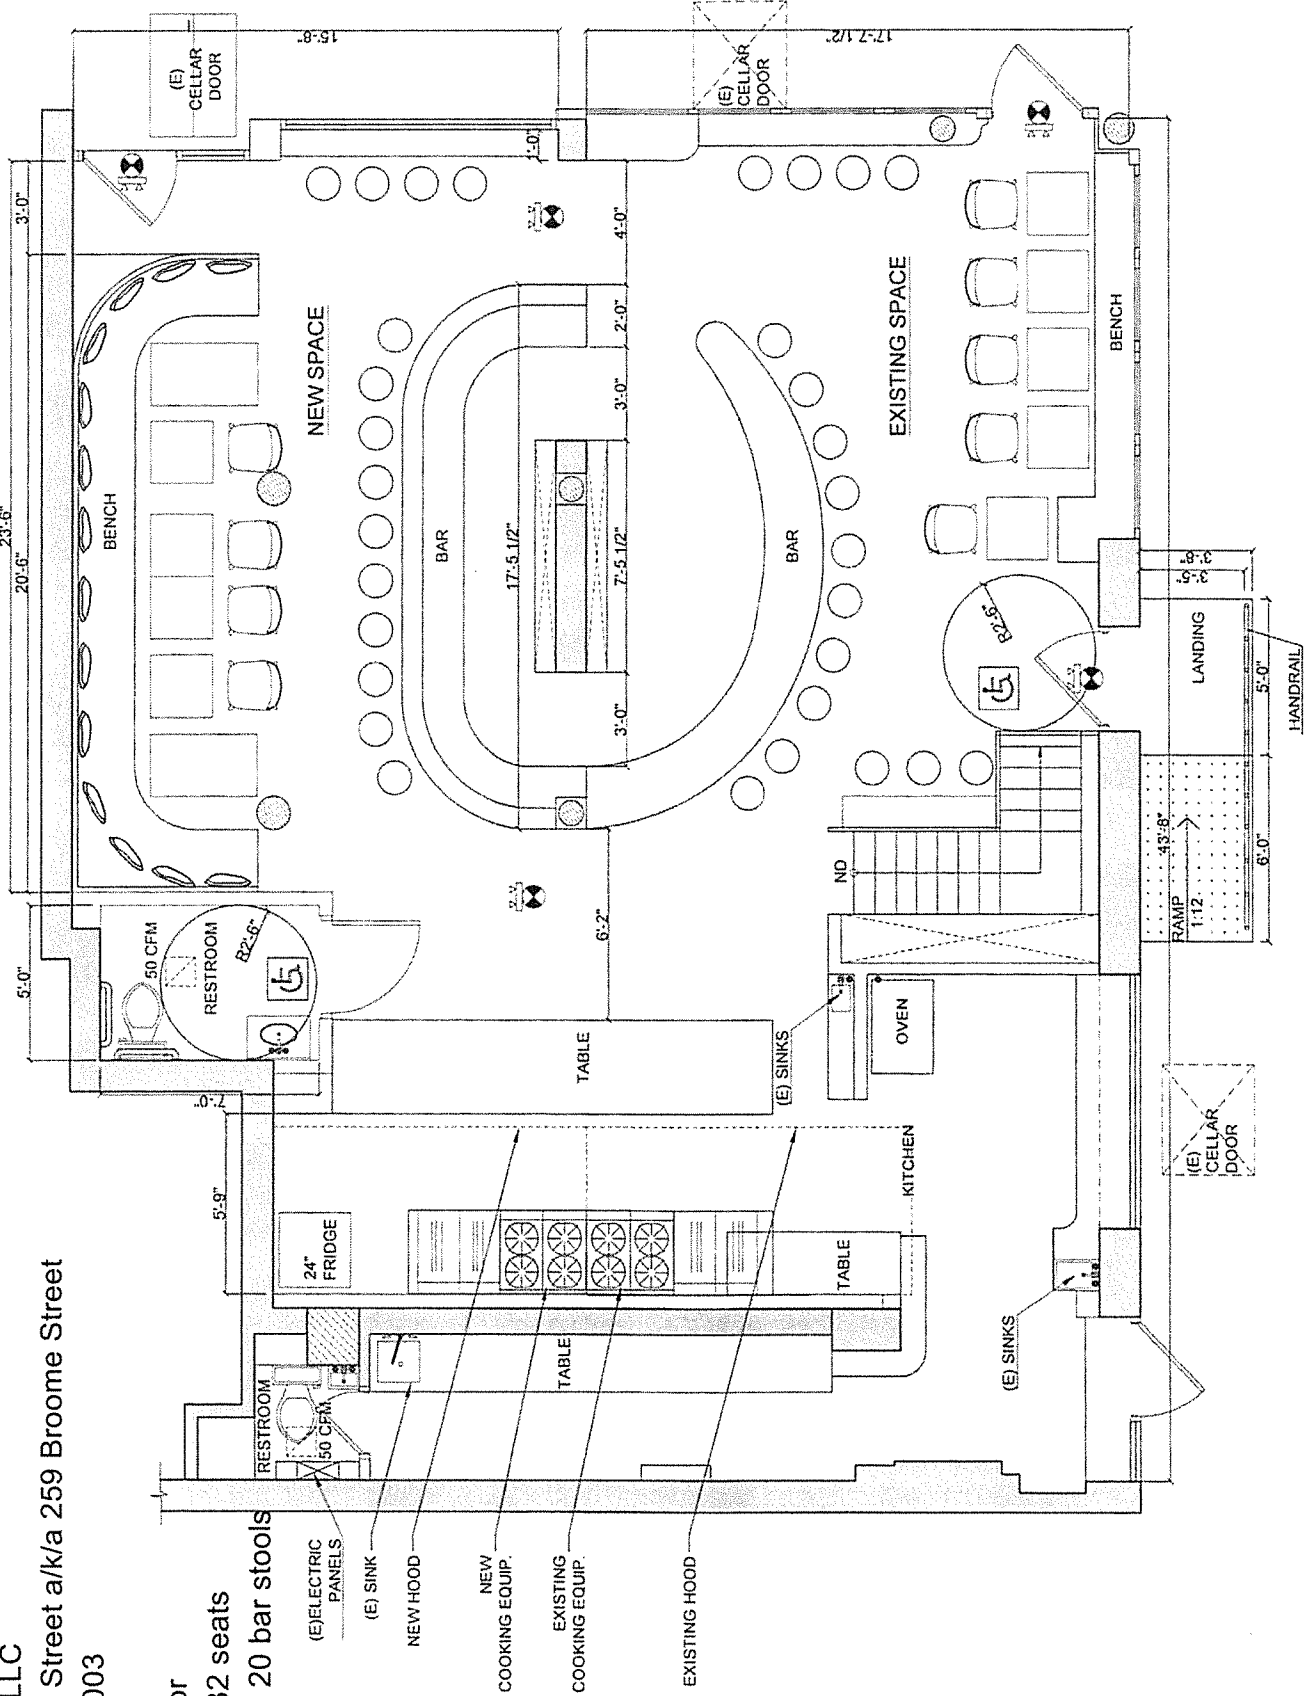 LLC
Street a/k/a 259 Broome Street
003
or
32 seats
20 bar stools
(E)
CELLAR
DOOR
15'-8"
(E)
CELLAR
DOOR
17'-7 1/2"
23'-6"
3'-0"
20'-6"
5'-0"
1'-0"
4'-0"
2'-0"
3'-0"
7'-5 1/2"
3'-0"
17'-5 1/2"
6'-2"
NEW SPACE
EXISTING SPACE
BENCH
BENCH
BAR
BAR
50 CFM
RESTROOM
R2'-6"
7'-0"
5'-9"
TABLE
24"
FRIDGE
(E) SINKS
OVEN
KITCHEN
TABLE
TABLE
RESTROOM
50 CFM
(E) SINKS
DN
R2'-6"
3'-8"
3'-5"
LANDING
5'-0"
HANDRAIL
43'-8"
RAMP
1:12
6'-0"
(E)
CELLAR
DOOR
(E)ELECTRIC
PANELS
(E) SINK
NEW HOOD
NEW
COOKING EQUIP.
EXISTING
COOKING EQUIP.
EXISTING HOOD